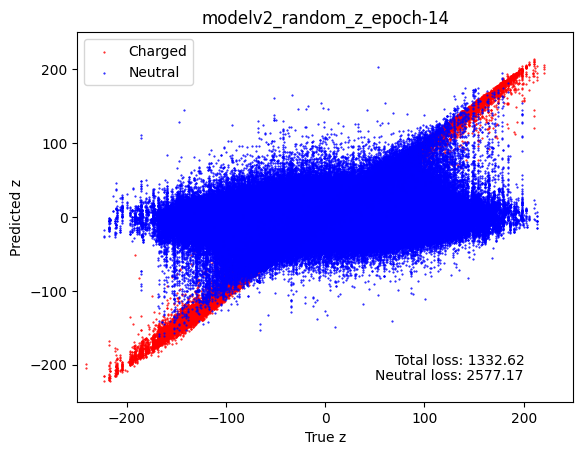 modelv2_random_z_epoch-14
Charged
Neutral
Predicted z
200
100
0
−100
−200
Total loss: 1332.62
Neutral loss: 2577.17
−200
−100
0
100
200
True z